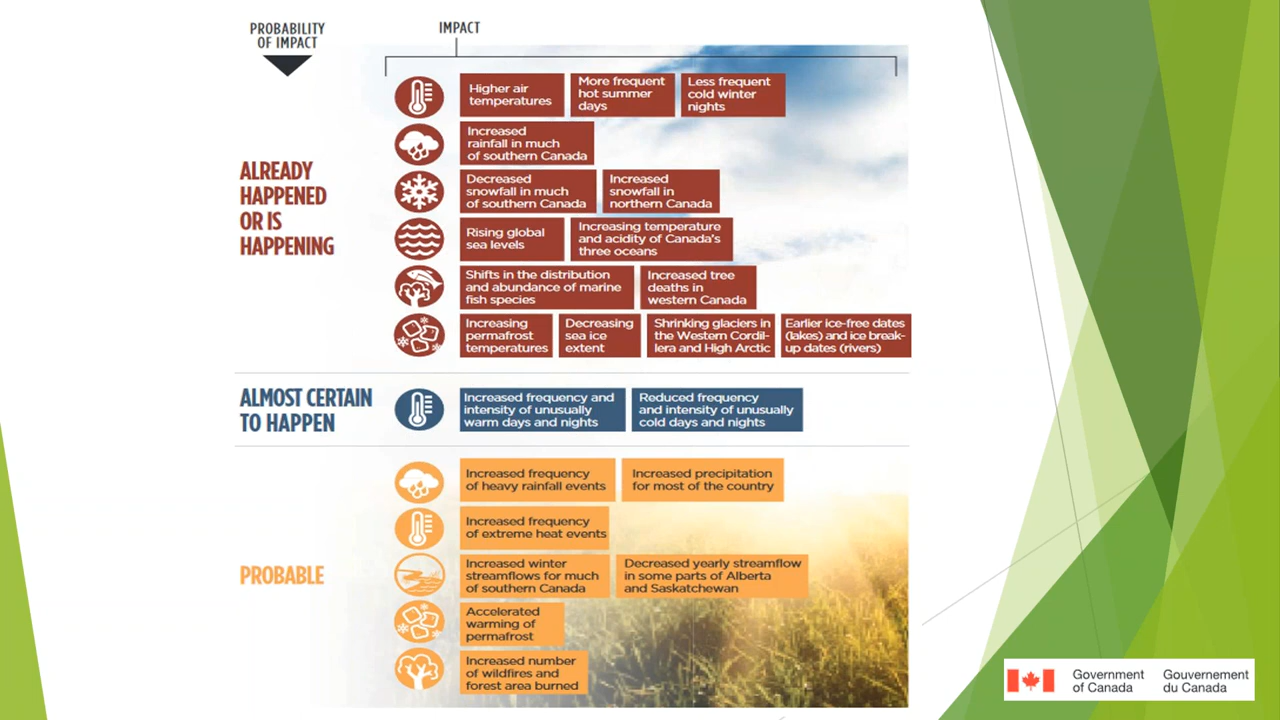 PROBABILITY
OF IMPACT
IMPACT
ALREADY
HAPPENED
OR IS
HAPPENING
Higher air
temperatures
More frequent
hot summer
days
Less frequent
cold winter
nights
Increased
rainfall in much
of southern Canada
Decreased
snowfall in much
of southern Canada
Increased
snowfall in
northern Canada
Rising global
sea levels
Increasing temperature
and acidity of Canada's
three oceans
Shifts in the distribution
and abundance of marine
fish species
Increased tree
deaths in
western Canada
Increasing
permafrost
temperatures
Decreasing
sea ice
extent
Shrinking glaciers in
the Western Cordil-
lera and High Arctic
Earlier ice-free dates
(lakes) and ice break-
up dates (rivers)
ALMOST CERTAIN
TO HAPPEN
Increased frequency and
intensity of unusually
warm days and nights
Reduced frequency
and intensity of unusually
cold days and nights
PROBABLE
Increased frequency
of heavy rainfall events
Increased precipitation
for most of the country
Increased frequency
of extreme heat events
Increased winter
streamflows for much
of southern Canada
Decreased yearly streamflow
in some parts of Alberta
and Saskatchewan
Accelerated
warming of
permafrost
Increased number
of wildfires and
forest area burned
Government
of Canada
Gouvernement
du Canada